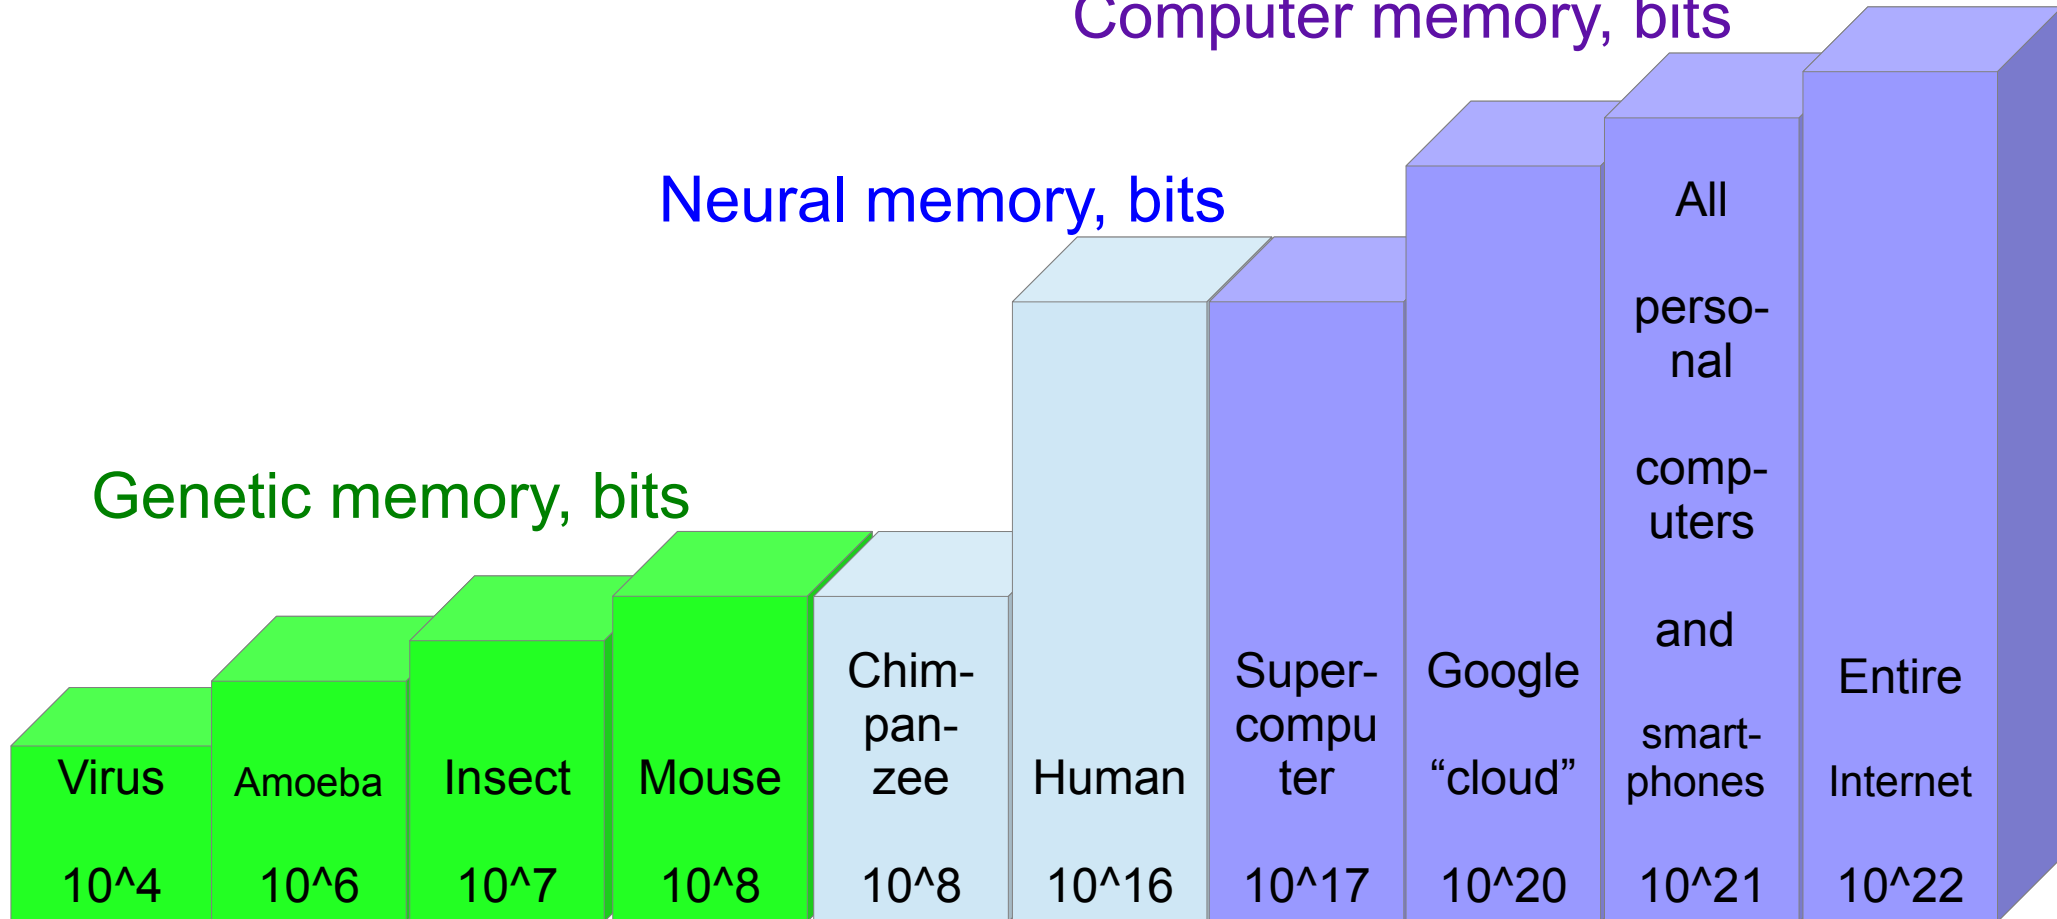 Computer memory, bits
Neural memory, bits
Genetic memory, bits
Virus
10^4
Amoeba
10^6
Insect
10^7
Mouse
10^8
Chim-
pan-
zee
10^8
Human
10^16
Super-
compu
ter
10^17
Google
“cloud”
10^20
All
perso-
nal
comp-
uters
and
smart-
phones
10^21
Entire
Internet
10^22